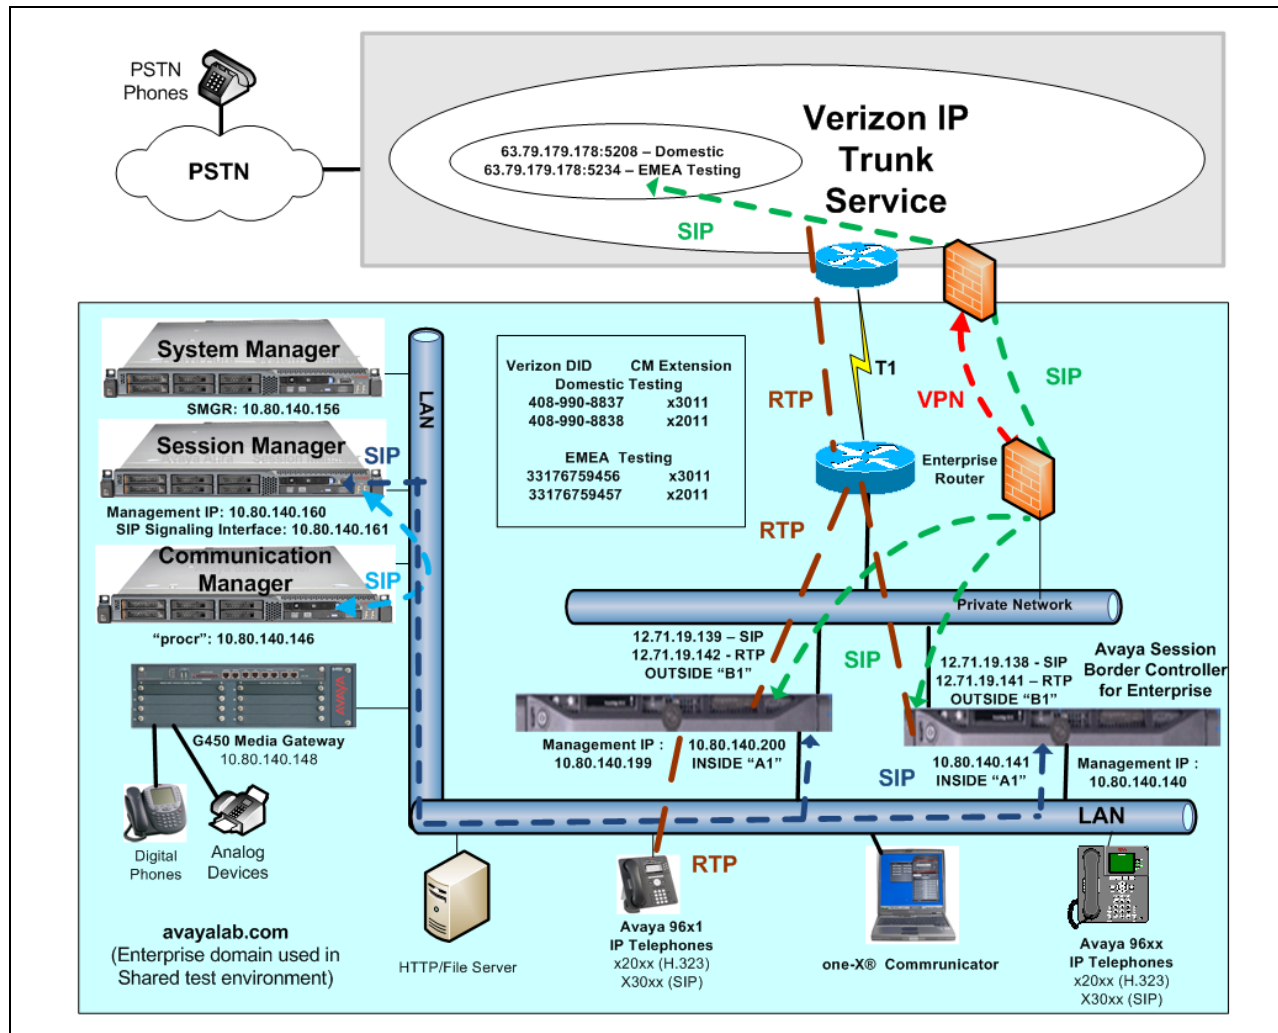 PSTN
Phones
PSTN
Verizon IP
Trunk
Service
63.79.179.178:5208 – Domestic
63.79.179.178:5234 – EMEA Testing
SIP
System Manager
SMGR: 10.80.140.156
Session Manager
SIP
Management IP: 10.80.140.160
SIP Signaling Interface: 10.80.140.161
Communication
Manager
SIP
“procr”: 10.80.140.146
AVAYA
G450 Media Gateway
10.80.140.148
Digital
Phones
Analog
Devices
avayalab.com
(Enterprise domain used in
Shared test environment)
LAN
Verizon DID CM Extension
Domestic Testing
408-990-8837 x3011
408-990-8838 x2011
EMEA Testing
33176759456 x3011
33176759457 x2011
RTP
T1
VPN
SIP
Enterprise
Router
RTP
Private Network
12.71.19.139 – SIP
12.71.19.142 - RTP
OUTSIDE “B1”
SIP
12.71.19.138 - SIP
12.71.19.141 – RTP
OUTSIDE “B1”
Avaya Session
Border Controller
for Enterprise
Management IP :
10.80.140.199
10.80.140.200
INSIDE “A1”
SIP
10.80.140.141
INSIDE “A1”
Management IP :
10.80.140.140
LAN
RTP
HTTP/File Server
Avaya 96x1
IP Telephones
x20xx (H.323)
X30xx (SIP)
one-X® Commrunicator
Avaya 96xx
IP Telephones
x20xx (H.323)
X30xx (SIP)